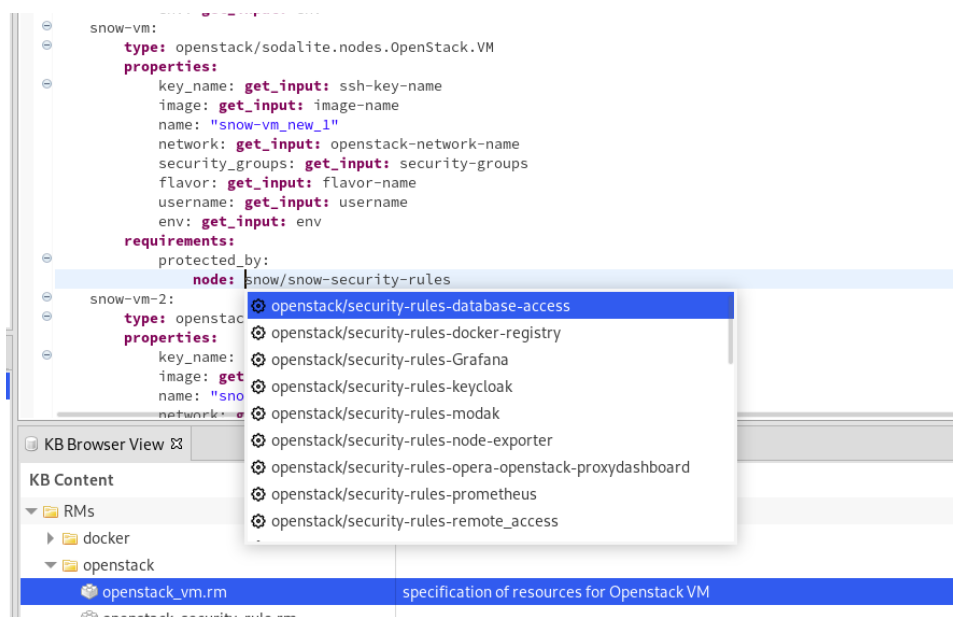 snow-vm:
type: openstack/sodalite.nodes.OpenStack.VM
properties:
key_name: get_input: ssh-key-name
image: get_input: image-name
name: "snow-vm_new_1"
network: get_input: openstack-network-name
security_groups: get_input: security-groups
flavor: get_input: flavor-name
username: get_input: username
env: get_input: env
requirements:
protected_by:
node: snow/snow-security-rules
snow-vm-2:
type: openstac
properties:
key_name:
image: get
name: "sno
network:
openstack/security-rules-database-access
openstack/security-rules-docker-registry
openstack/security-rules-Grafana
openstack/security-rules-keycloak
openstack/security-rules-modak
openstack/security-rules-node-exporter
openstack/security-rules-opera-openstack-proxydashboard
openstack/security-rules-prometheus
openstack/security-rules-remote_access
KB Browser View
KB Content
RMs
docker
openstack
openstack_vm.rm specification of resources for Openstack VM
openstack_security_rule.rm